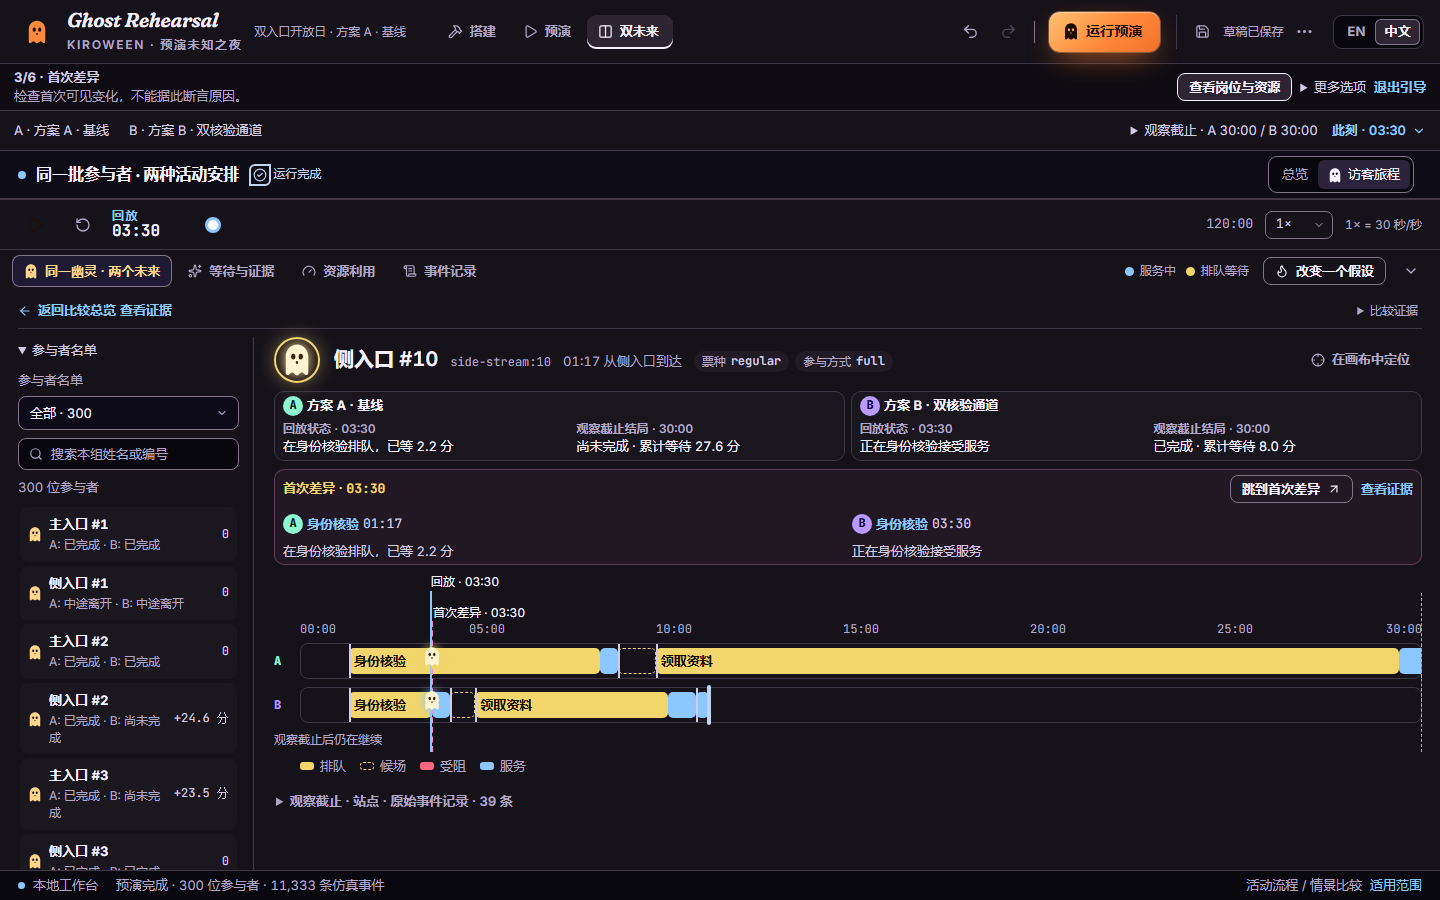 Ghost Rehearsal
KIROWEEN · 预演未知之夜
双入口开放日 · 方案 A · 基线
搭建
预演
双未来
运行预演
草稿已保存
EN
中文
3/6 · 首次差异
检查首次可见变化，不能据此断言原因。
查看岗位与资源
更多选项
退出引导
A · 方案 A · 基线
B · 方案 B · 双核验通道
观察截止 · A 30:00 / B 30:00
此刻 · 03:30
同一批参与者 · 两种活动安排
运行完成
总览
访客旅程
回放
03:30
120:00
1×
1× = 30 秒/秒
同一幽灵 · 两个未来
等待与证据
资源利用
事件记录
服务中
排队等待
改变一个假设
返回比较总览 查看证据
比较证据
参与者名单
参与者名单
全部 · 300
搜索本组姓名或编号
300 位参与者
主入口 #1
A: 已完成 · B: 已完成
0
侧入口 #1
A: 中途离开 · B: 中途离开
0
主入口 #2
A: 已完成 · B: 已完成
0
侧入口 #2
A: 已完成 · B: 尚未完
成
+24.6 分
主入口 #3
A: 已完成 · B: 尚未完
成
+23.5 分
侧入口 #3
A: 已完成 · B: 已完成
0
侧入口 #10
side-stream:10
01:17 从侧入口到达
票种 regular
参与方式 full
在画布中定位
A 方案 A · 基线
回放状态 · 03:30
在身份核验排队，已等 2.2 分
观察截止结局 · 30:00
尚未完成 · 累计等待 27.6 分
B 方案 B · 双核验通道
回放状态 · 03:30
正在身份核验接受服务
观察截止结局 · 30:00
已完成 · 累计等待 8.0 分
首次差异 · 03:30
跳到首次差异
查看证据
A 身份核验 01:17
在身份核验排队，已等 2.2 分
B 身份核验 03:30
正在身份核验接受服务
回放 · 03:30
首次差异 · 03:30
00:00
05:00
10:00
15:00
20:00
25:00
30:00
A
身份核验
领取资料
B
身份核验
领取资料
观察截止后仍在继续
排队
候场
受阻
服务
观察截止 · 站点 · 原始事件记录 · 39 条
本地工作台
预演完成 · 300 位参与者 · 11,333 条仿真事件
活动流程 / 情景比较
适用范围